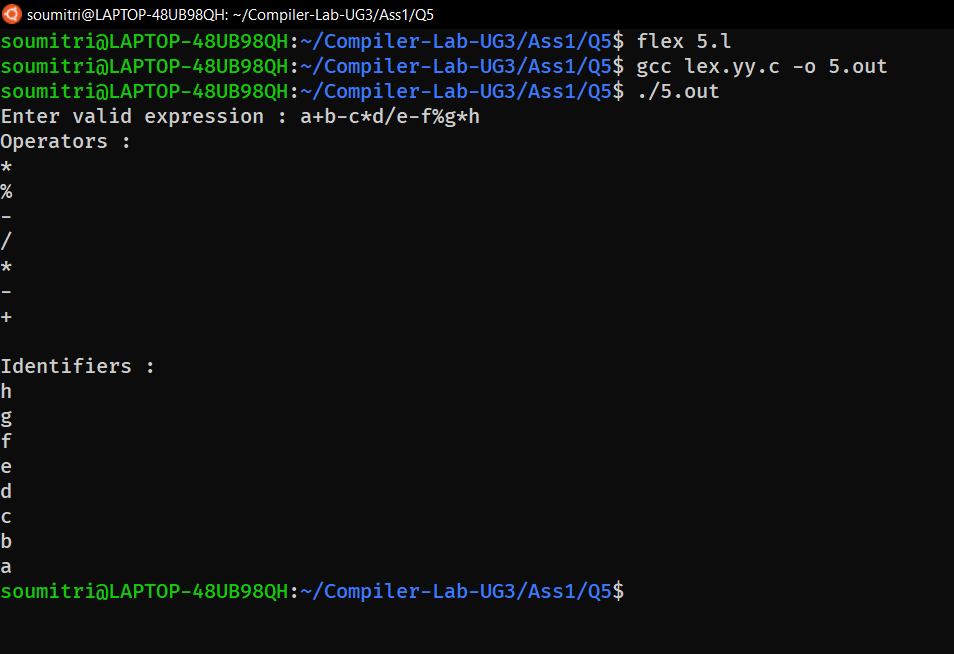 soumitri@LAPTOP-48UB98QH: ~/Compiler-Lab-UG3/Ass1/Q5
soumitri@LAPTOP-48UB98QH:~/Compiler-Lab-UG3/Ass1/Q5$ flex 5.l
soumitri@LAPTOP-48UB98QH:~/Compiler-Lab-UG3/Ass1/Q5$ gcc lex.yy.c -o 5.out
soumitri@LAPTOP-48UB98QH:~/Compiler-Lab-UG3/Ass1/Q5$ ./5.out
Enter valid expression : a+b-c*d/e-f%g*h
Operators :
*
%
-
/
*
-
+
Identifiers :
h
g
f
e
d
c
b
a
soumitri@LAPTOP-48UB98QH:~/Compiler-Lab-UG3/Ass1/Q5$